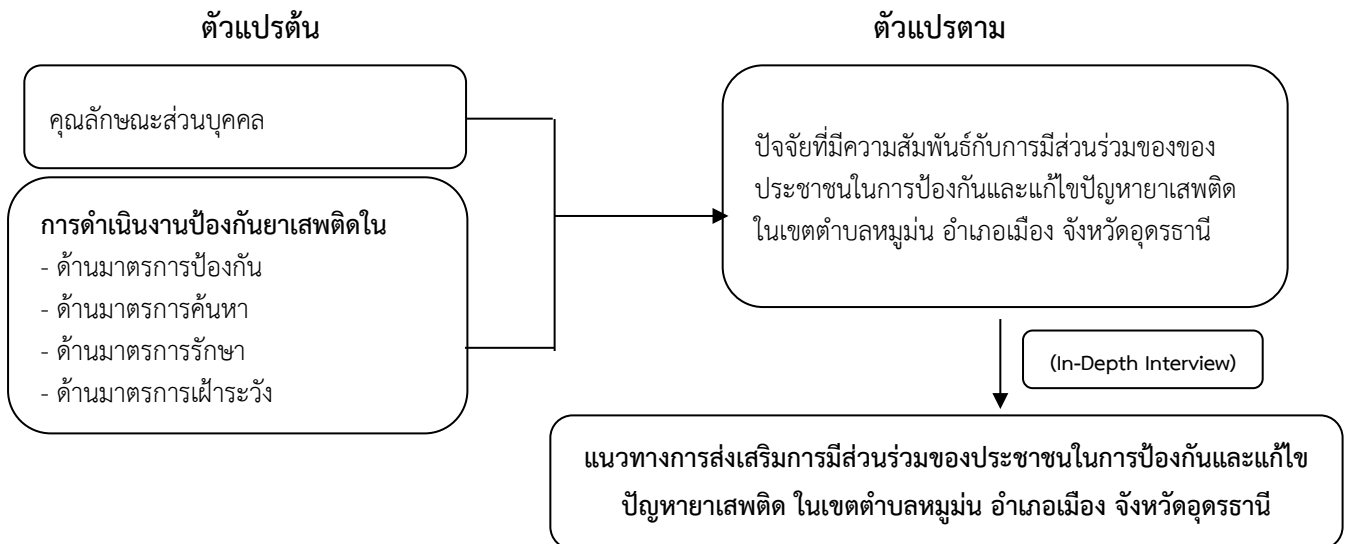 ตัวแปรต้น
ตัวแปรตาม
คุณลักษณะส่วนบุคคล
การดำเนินงานป้องกันยาเสพติดใน
- ด้านมาตรการป้องกัน
- ด้านมาตรการค้นหา
- ด้านมาตรการรักษา
- ด้านมาตรการเฝ้าระวัง
ปัจจัยที่มีความสัมพันธ์กับการมีส่วนร่วมของของ
ประชาชนในการป้องกันและแก้ไขปัญหายาเสพติด
ในเขตตำบลหมูม่น อำเภอเมือง จังหวัดอุดรธานี
(In-Depth Interview)
แนวทางการส่งเสริมการมีส่วนร่วมของประชาชนในการป้องกันและแก้ไข
ปัญหายาเสพติด ในเขตตำบลหมูม่น อำเภอเมือง จังหวัดอุดรธานี